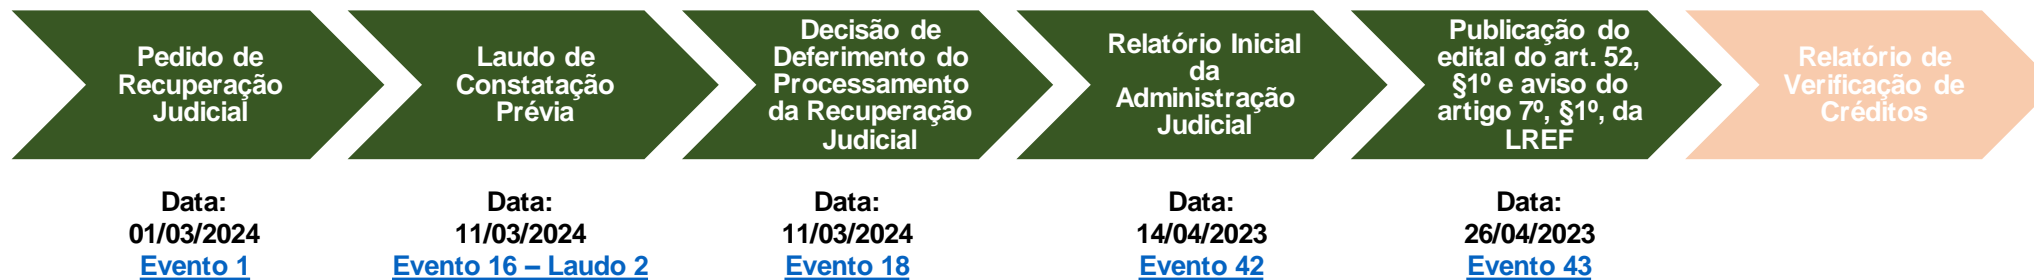 Pedido de
Recuperação
Judicial
Laudo de
Constatação
Prévia
Decisão de
Deferimento do
Processamento
da Recuperação
Judicial
Relatório Inicial
da
Administração
Judicial
Publicação do
edital do art. 52,
§1º e aviso do
artigo 7º, §1º, da
LREF
Relatório de
Verificação de
Créditos
Data:
01/03/2024
Evento 1
Data:
11/03/2024
Evento 16 – Laudo 2
Data:
11/03/2024
Evento 18
Data:
14/04/2023
Evento 42
Data:
26/04/2023
Evento 43